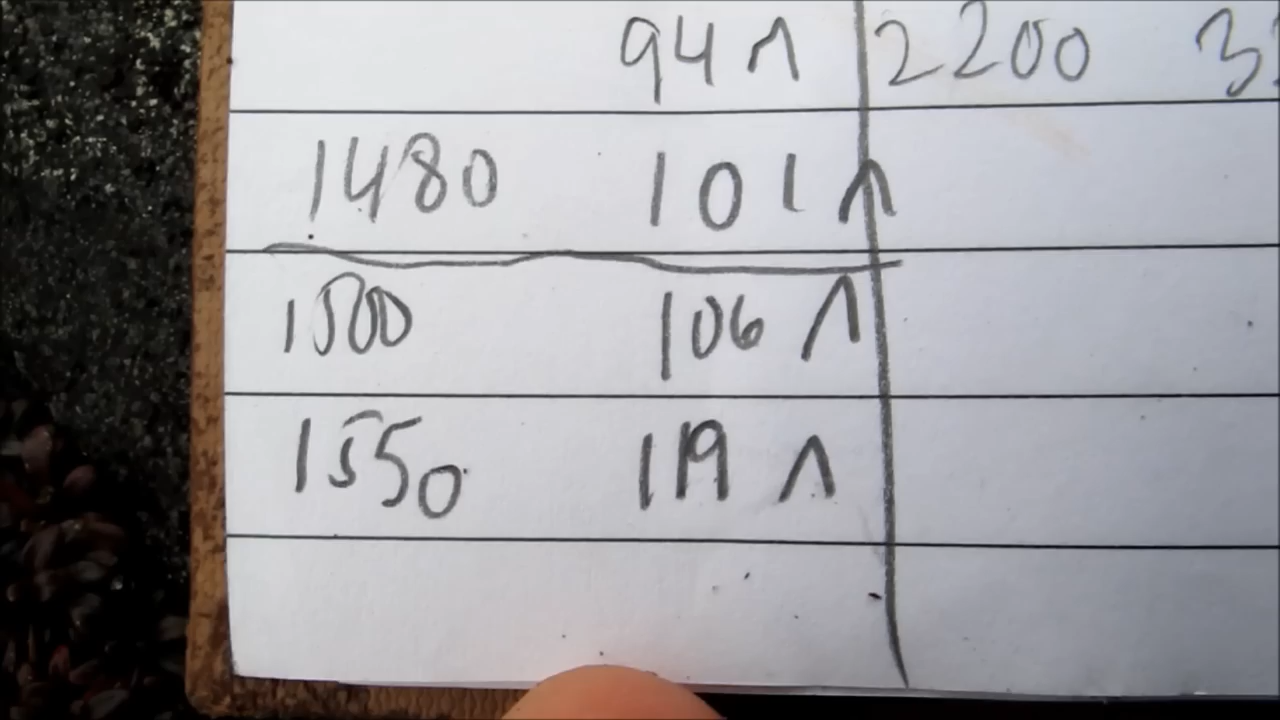 94 ^ 2200
1480 101 ^
1500 106 ^
1550 119 ^